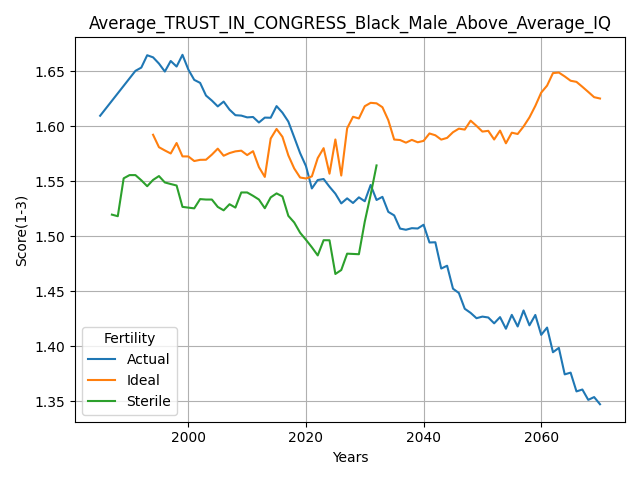 Average_TRUST_IN_CONGRESS_Black_Male_Above_Average_IQ
Score(1-3)
1.65
1.60
1.55
1.50
1.45
1.40
1.35
Fertility
Actual
Ideal
Sterile
2000
2020
2040
2060
Years